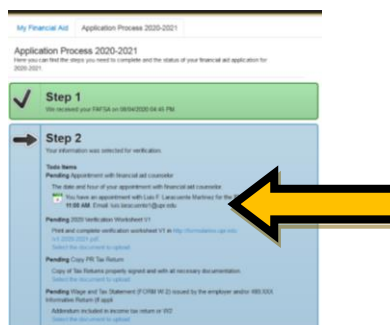 My Financial Aid
Application Process 2020-2021
Application Process 2020-2021
Here you can find the steps you need to complete and the status of your financial aid application for
2020-2021.
Step 1
We received your FAFSA on 08/04/2020 04:45 PM.
Step 2
Your information was selected for verification.
Todo Items
Pending Appointment with financial aid counselor
The date and hour of your appointment with financial aid counselor
You have an appointment with Luis F. Laracuente Martinez for the
11:00 AM. Email:
Pending 2020 Verification Worksheet V1
Print and complete verification worksheet V1 in
Select the document to upload
Pending Copy PR Tax Return
Copy of Tax Returns properly signed and with all necessary documentation.
Select the document to upload
Pending Wage and Tax Statement (FORM W-2) issued by the employer and/or 480.6XX
Informative Return (if appl
Addendum included in income tax return or W2
Select the document to upload